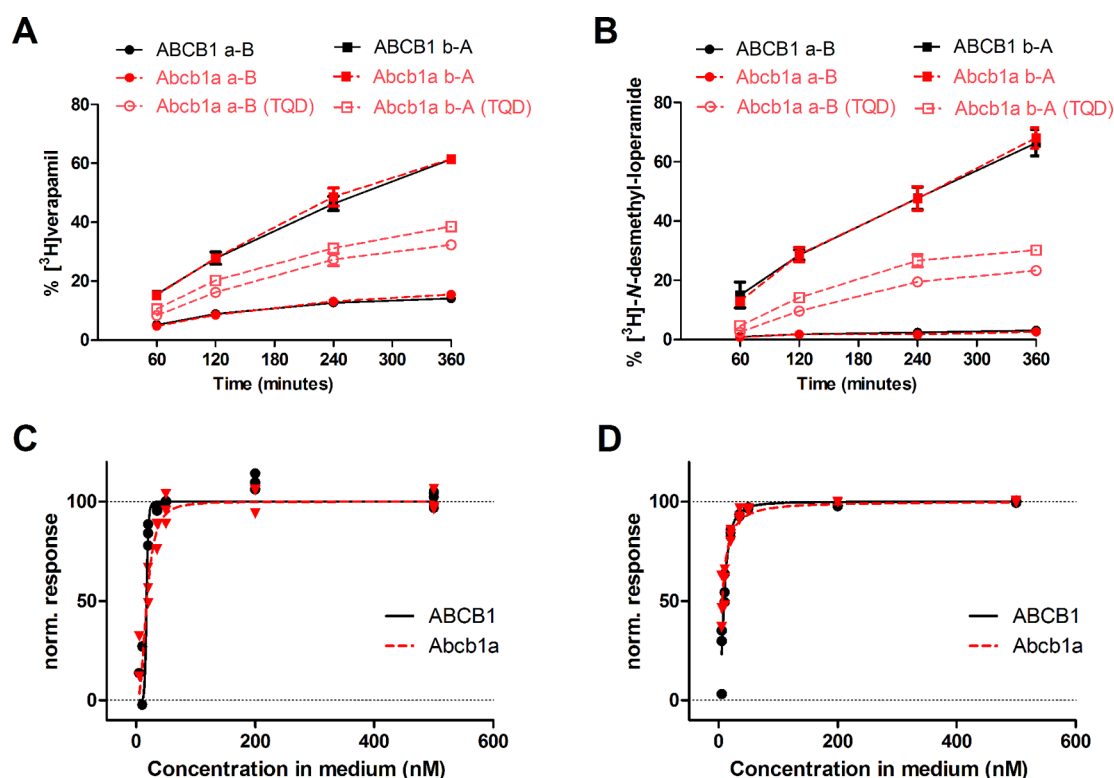 A
ABCB1 a-B
ABCB1 b-A
Abcb1a a-B
Abcb1a b-A
Abcb1a a-B (TQD)
Abcb1a b-A (TQD)
% [³H]verapamil
80
60
40
20
0
60 120 180 240 300 360
Time (minutes)
B
ABCB1 a-B
ABCB1 b-A
Abcb1a a-B
Abcb1a b-A
Abcb1a a-B (TQD)
Abcb1a b-A (TQD)
% [³H]-N-desmethyl-loperamide
80
60
40
20
0
60 120 180 240 300 360
Time (minutes)
C
norm. response
100
50
0
ABCB1
Abcb1a
0 200 400 600
Concentration in medium (nM)
D
norm. response
100
50
0
ABCB1
Abcb1a
0 200 400 600
Concentration in medium (nM)